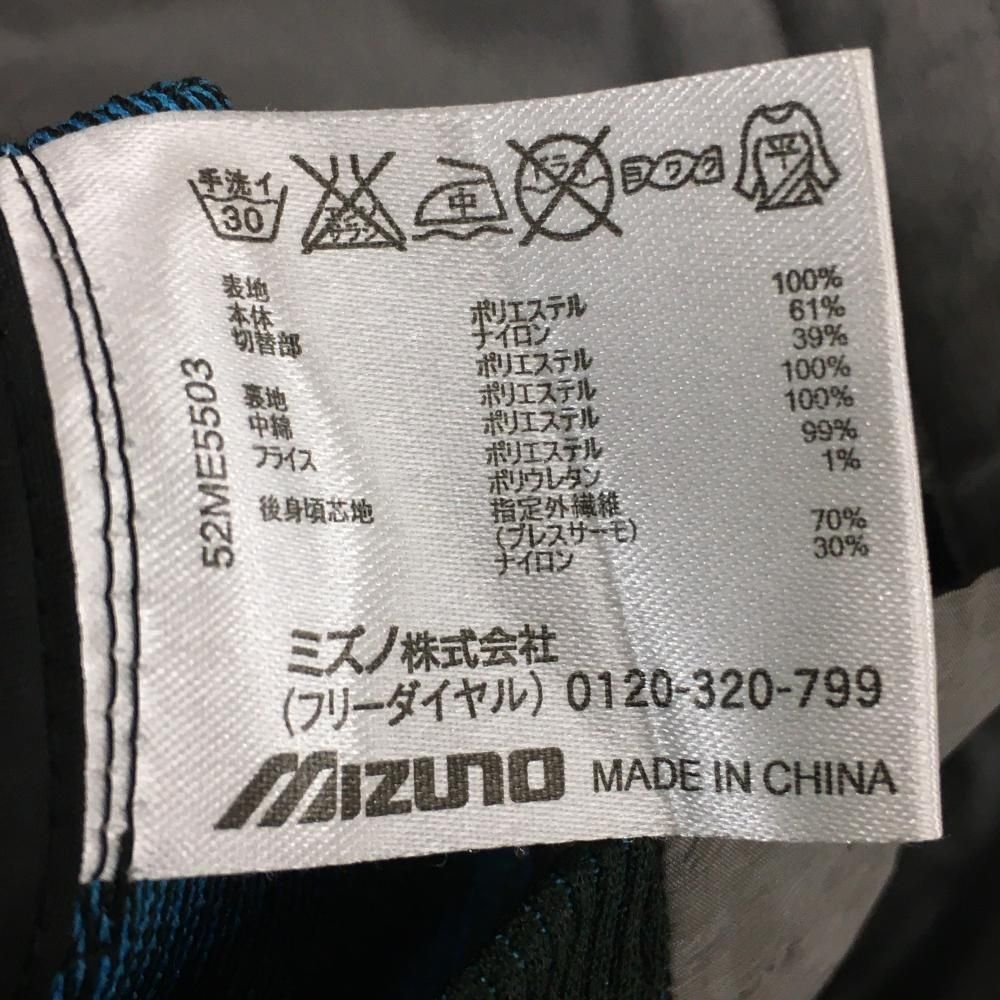 手洗イ 30 エンソ サラシ 中 ドライ ヨワク 平
表地
本体 ポリエステル 100%
切替部 ナイロン 61%
ポリエステル 39%
裏地 ポリエステル 100%
中綿 ポリエステル 100%
フライス ポリエステル 99%
ポリウレタン 1%
後身頃芯地 指定外繊維
(ブレスサーモ) 70%
ナイロン 30%
52ME5503
ミズノ株式会社
(フリーダイヤル) 0120-320-799
MIZUNO MADE IN CHINA